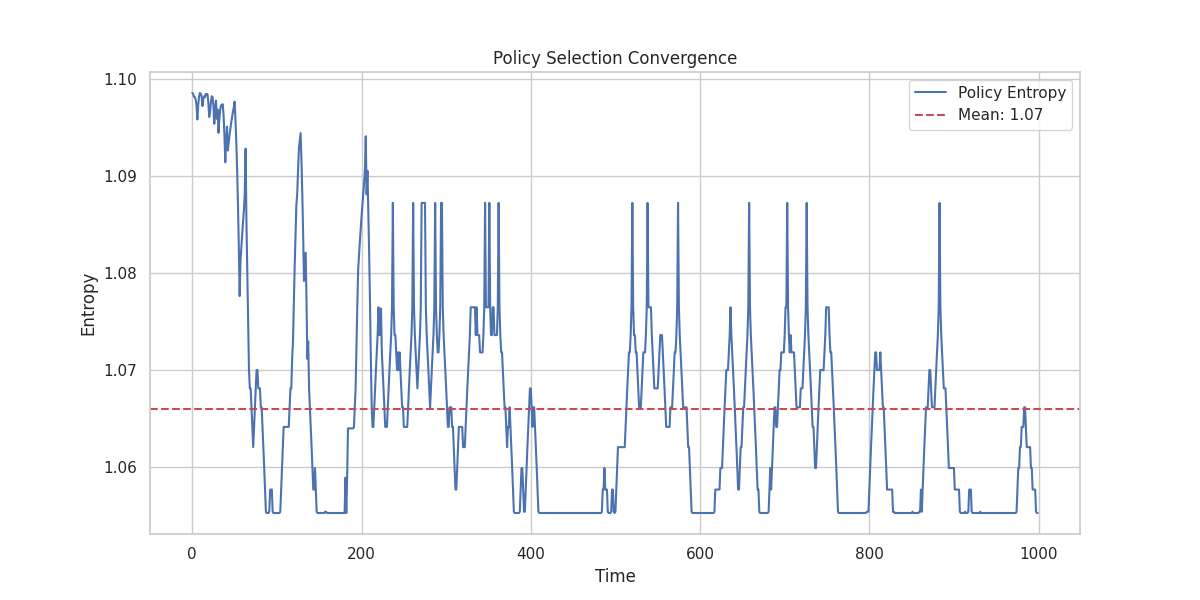 Policy Selection Convergence
1.10
1.09
1.08
1.07
1.06
Entropy
Policy Entropy
Mean: 1.07
0
200
400
600
800
1000
Time